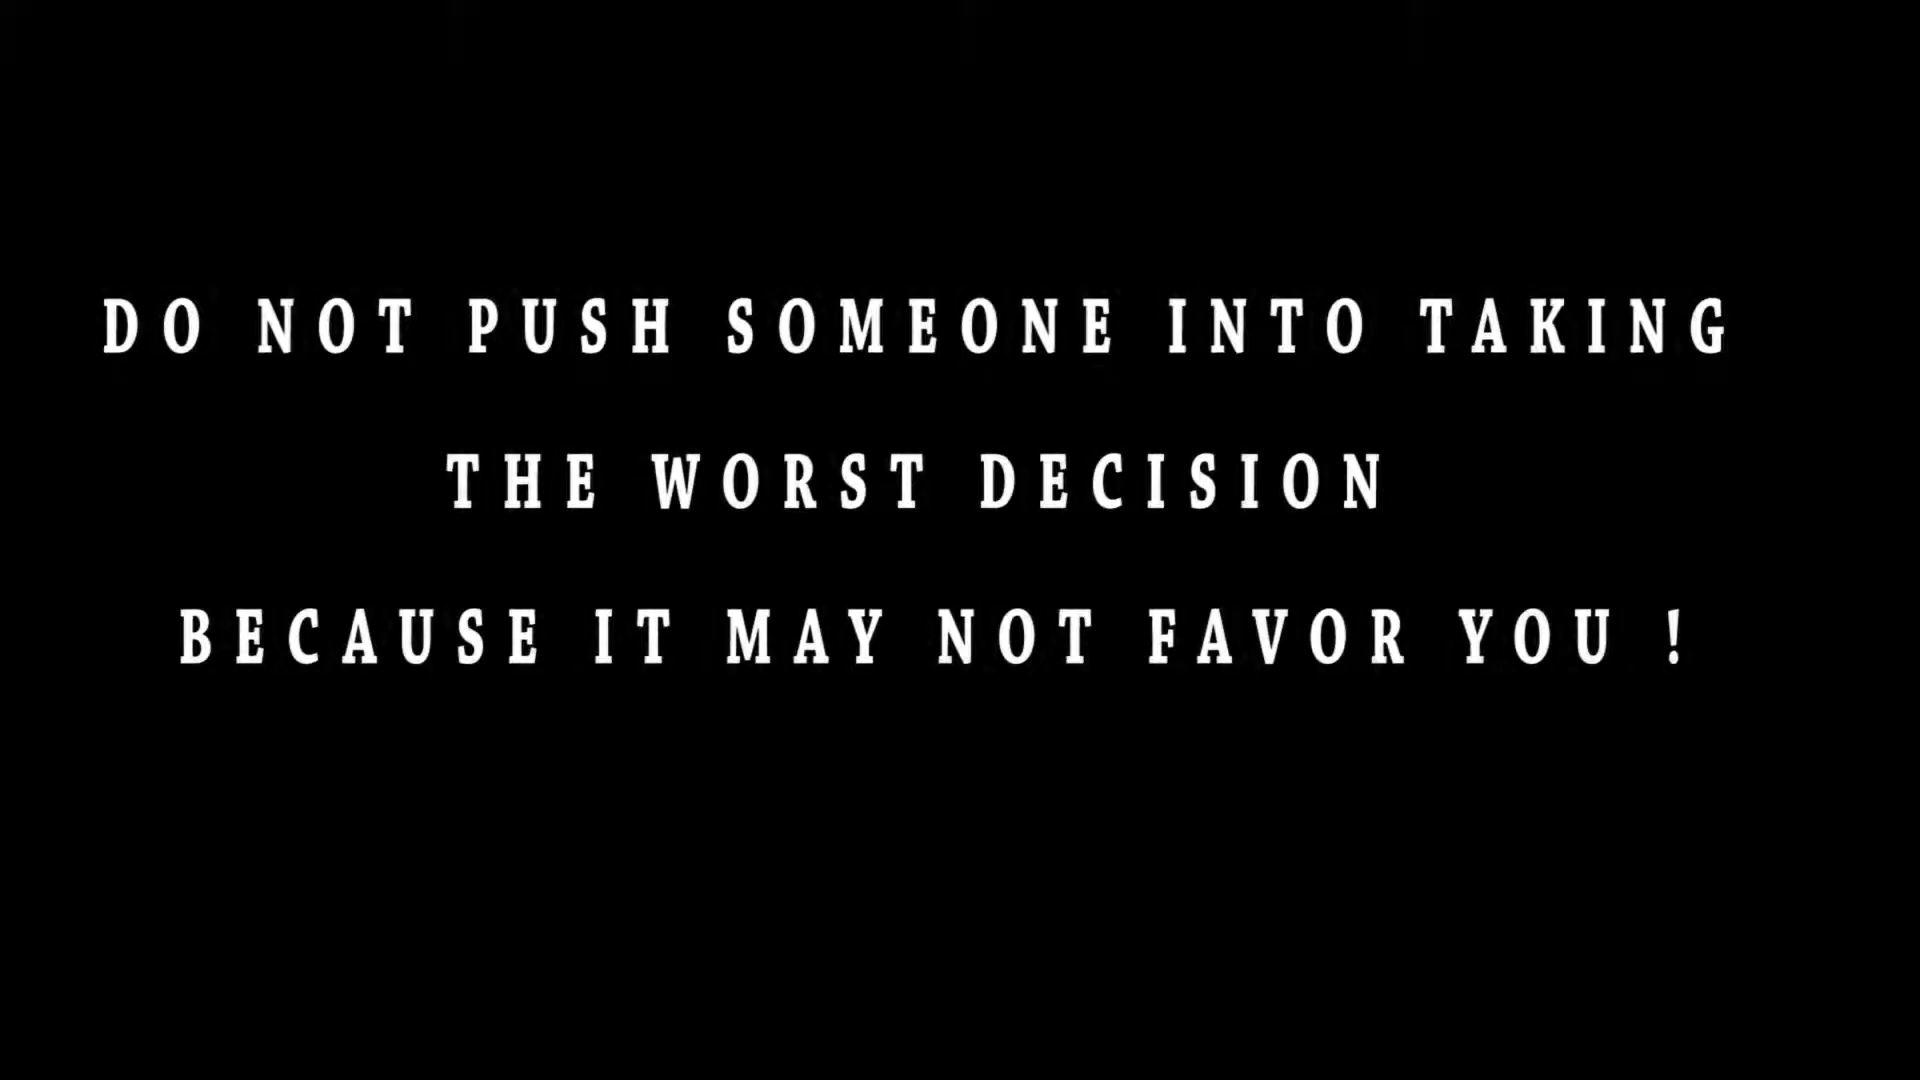 DO NOT PUSH SOMEONE INTO TAKING
THE WORST DECISION
BECAUSE IT MAY NOT FAVOR YOU !